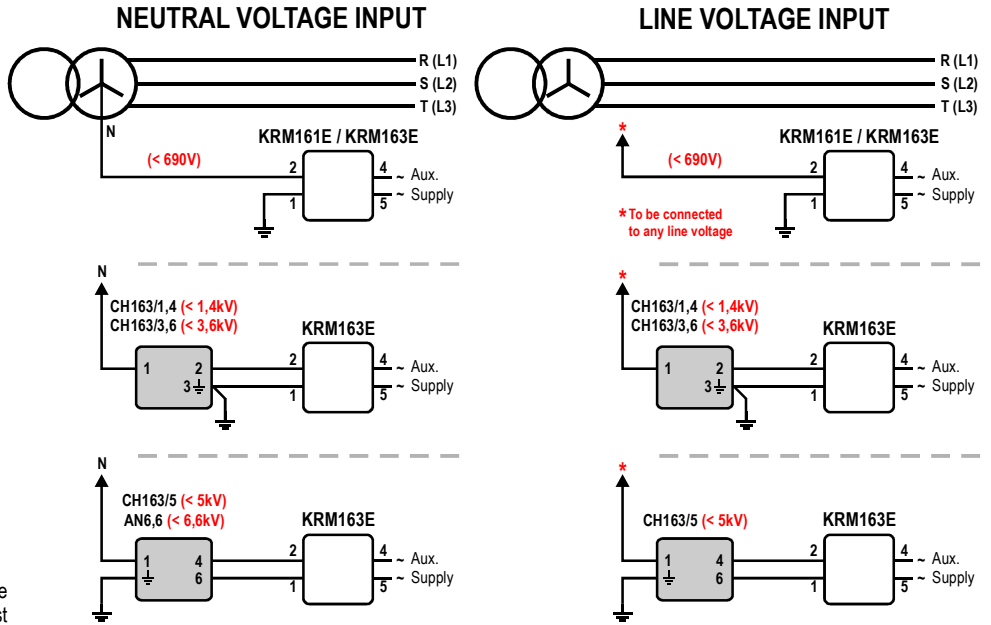 NEUTRAL VOLTAGE INPUT
R (L1)
S (L2)
T (L3)
N
KRM161E / KRM163E
(< 690V)
2
4 ~ Aux.
1
5 ~ Supply
N
CH163/1,4 (< 1,4kV)
CH163/3,6 (< 3,6kV)
KRM163E
1 2
3
2
4 ~ Aux.
1
5 ~ Supply
N
CH163/5 (< 5kV)
AN6,6 (< 6,6kV)
KRM163E
1 4
6
2
4 ~ Aux.
1
5 ~ Supply
LINE VOLTAGE INPUT
R (L1)
S (L2)
T (L3)
*
KRM161E / KRM163E
(< 690V)
2
4 ~ Aux.
1
5 ~ Supply
* To be connected
to any line voltage
*
CH163/1,4 (< 1,4kV)
CH163/3,6 (< 3,6kV)
KRM163E
1 2
3
2
4 ~ Aux.
1
5 ~ Supply
*
CH163/5 (< 5kV)
KRM163E
1 4
6
2
4 ~ Aux.
1
5 ~ Supply